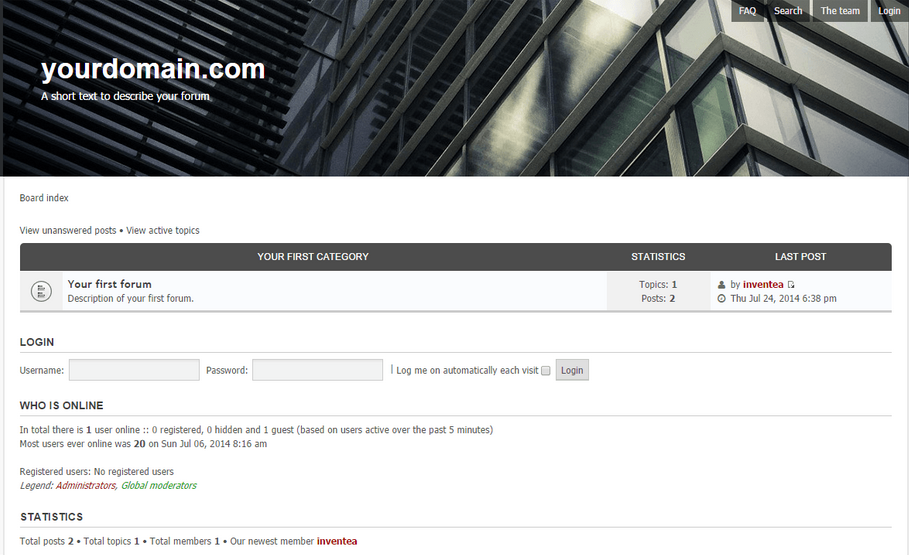 FAQ Search The team Login
yourdomain.com
A short text to describe your forum
Board index
View unanswered posts • View active topics
YOUR FIRST CATEGORY STATISTICS LAST POST
Your first forum Topics: 1 by inventea
Description of your first forum. Posts: 2 Thu Jul 24, 2014 6:38 pm
LOGIN
Username: Password: | Log me on automatically each visit Login
WHO IS ONLINE
In total there is 1 user online :: 0 registered, 0 hidden and 1 guest (based on users active over the past 5 minutes)
Most users ever online was 20 on Sun Jul 06, 2014 8:16 am
Registered users: No registered users
Legend: Administrators, Global moderators
STATISTICS
Total posts 2 • Total topics 1 • Total members 1 • Our newest member inventea